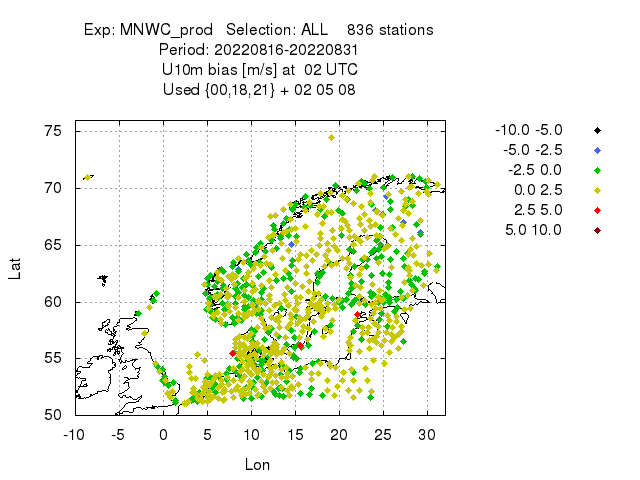 Exp: MNWC_prod   Selection: ALL    836 stations
Period: 20220816-20220831
U10m bias [m/s] at  02 UTC
Used {00,18,21} + 02 05 08
-10.0 -5.0
-5.0 -2.5
-2.5 0.0
0.0 2.5
2.5 5.0
5.0 10.0
75
70
65
60
55
50
Lat
-10 -5 0 5 10 15 20 25 30
Lon